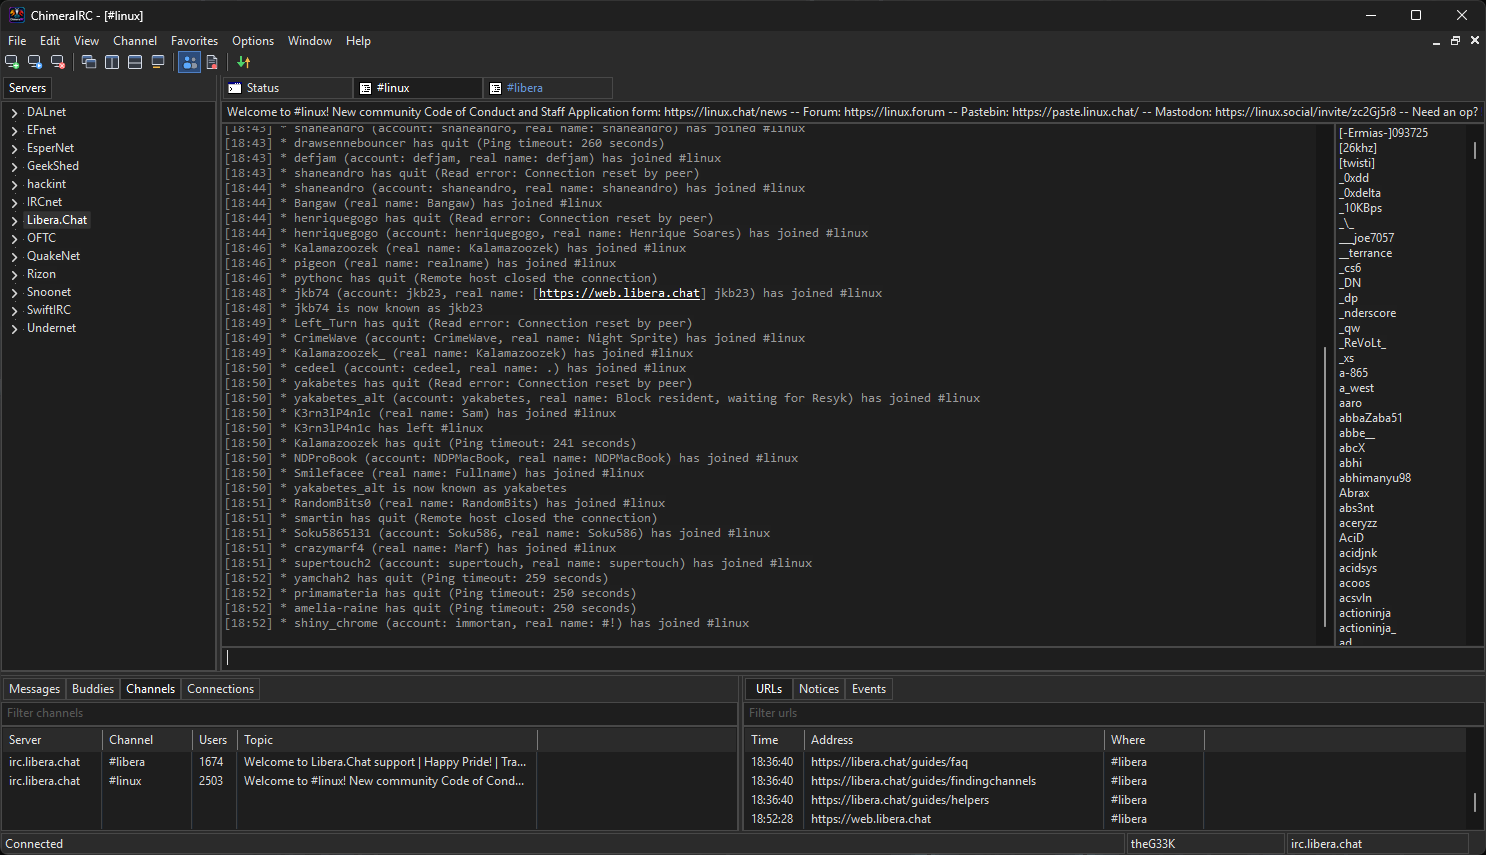 ChimeraIRC - [#linux]
File Edit View Channel Favorites Options Window Help
Servers
DALnet
EFnet
EsperNet
GeekShed
hackint
IRCnet
Libera.Chat
OFTC
QuakeNet
Rizon
Snoonet
SwiftIRC
Undernet
Status #linux #libera
Welcome to #linux! New community Code of Conduct and Staff Application form: https://linux.chat/news -- Forum: https://linux.forum -- Pastebin: https://paste.linux.chat/ -- Mastodon: https://linux.social/invite/zc2Gj5r8 -- Need an op?
[18:43] * shaneandro (account: shaneandro, real name: shaneandro) has joined #linux
[18:43] * drawsennebouncer has quit (Ping timeout: 260 seconds)
[18:43] * defjam (account: defjam, real name: defjam) has joined #linux
[18:43] * shaneandro has quit (Read error: Connection reset by peer)
[18:44] * shaneandro (account: shaneandro, real name: shaneandro) has joined #linux
[18:44] * Bangaw (real name: Bangaw) has joined #linux
[18:44] * henriquegogo has quit (Read error: Connection reset by peer)
[18:44] * henriquegogo (account: henriquegogo, real name: Henrique Soares) has joined #linux
[18:46] * Kalamazoozek (real name: Kalamazoozek) has joined #linux
[18:46] * pigeon (real name: realname) has joined #linux
[18:46] * pythonc has quit (Remote host closed the connection)
[18:48] * jkb74 (account: jkb23, real name: [https://web.libera.chat] jkb23) has joined #linux
[18:48] * jkb74 is now known as jkb23
[18:49] * Left_Turn has quit (Read error: Connection reset by peer)
[18:49] * CrimeWave (account: CrimeWave, real name: Night Sprite) has joined #linux
[18:49] * Kalamazoozek_ (real name: Kalamazoozek) has joined #linux
[18:50] * cedeel (account: cedeel, real name: .) has joined #linux
[18:50] * yakabetes has quit (Read error: Connection reset by peer)
[18:50] * yakabetes_alt (account: yakabetes, real name: Block resident, waiting for Resyk) has joined #linux
[18:50] * K3rn3lP4n1c (real name: Sam) has joined #linux
[18:50] * K3rn3lP4n1c has left #linux
[18:50] * Kalamazoozek has quit (Ping timeout: 241 seconds)
[18:50] * NDProBook (account: NDPMacBook, real name: NDPMacBook) has joined #linux
[18:50] * Smilefacee (real name: Fullname) has joined #linux
[18:50] * yakabetes_alt is now known as yakabetes
[18:51] * RandomBits0 (real name: RandomBits) has joined #linux
[18:51] * smartin has quit (Remote host closed the connection)
[18:51] * Soku5865131 (account: Soku586, real name: Soku586) has joined #linux
[18:51] * crazymarf4 (real name: Marf) has joined #linux
[18:51] * supertouch2 (account: supertouch, real name: supertouch) has joined #linux
[18:52] * yamchah2 has quit (Ping timeout: 259 seconds)
[18:52] * primamateria has quit (Ping timeout: 250 seconds)
[18:52] * amelia-raine has quit (Ping timeout: 250 seconds)
[18:52] * shiny_chrome (account: immortan, real name: #!) has joined #linux
[-Ermias-]093725
[26khz]
[twisti]
_0xdd
_0xdelta
_10KBps
_\_
___joe7057
__terrance
_cs6
_DN
_dp
_nderscore
_qw
_ReVoLt_
_xs
a-865
a_west
aaro
abbaZaba51
abbe__
abcX
abhi
abhimanyu98
Abrax
abs3nt
aceryzz
AciD
acidjnk
acidsys
acoos
acsvln
actioninja
actioninja_
ad
Messages Buddies Channels Connections
Filter channels
Server Channel Users Topic
irc.libera.chat #libera 1674 Welcome to Libera.Chat support | Happy Pride! | Tra...
irc.libera.chat #linux 2503 Welcome to #linux! New community Code of Cond...
URLs Notices Events
Filter urls
Time Address Where
18:36:40 https://libera.chat/guides/faq #libera
18:36:40 https://libera.chat/guides/findingchannels #libera
18:36:40 https://libera.chat/guides/helpers #libera
18:52:28 https://web.libera.chat #libera
Connected theG33K irc.libera.chat